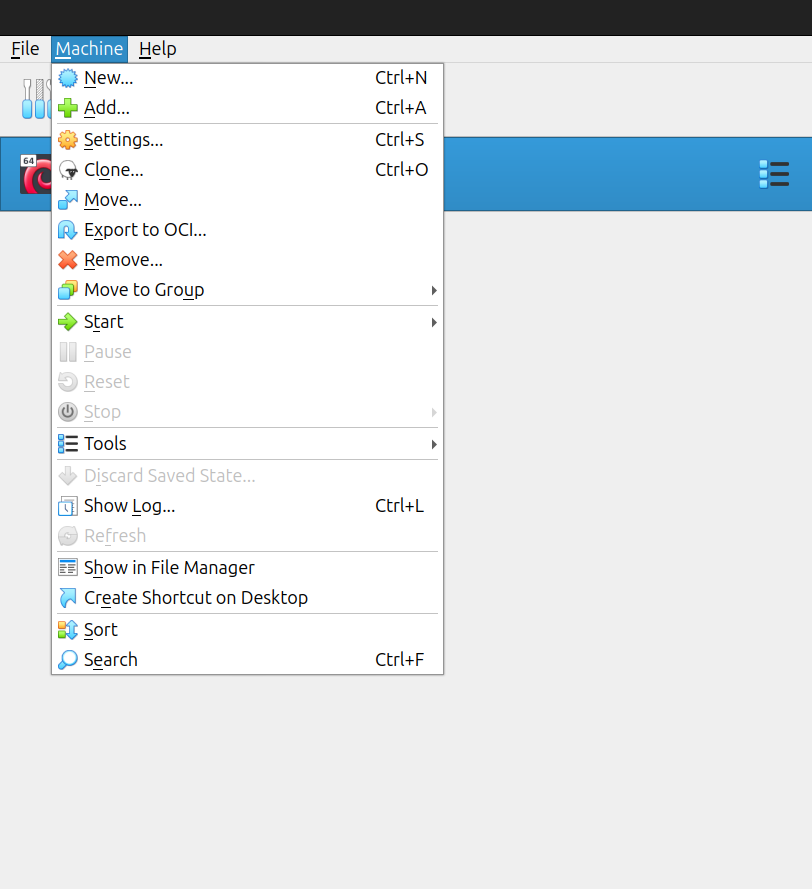 File Machine Help
New... Ctrl+N
Add... Ctrl+A
Settings... Ctrl+S
64
Clone... Ctrl+O
Move...
Export to OCI...
Remove...
Move to Group
Start
Pause
Reset
Stop
Tools
Discard Saved State...
Show Log... Ctrl+L
Refresh
Show in File Manager
Create Shortcut on Desktop
Sort
Search Ctrl+F